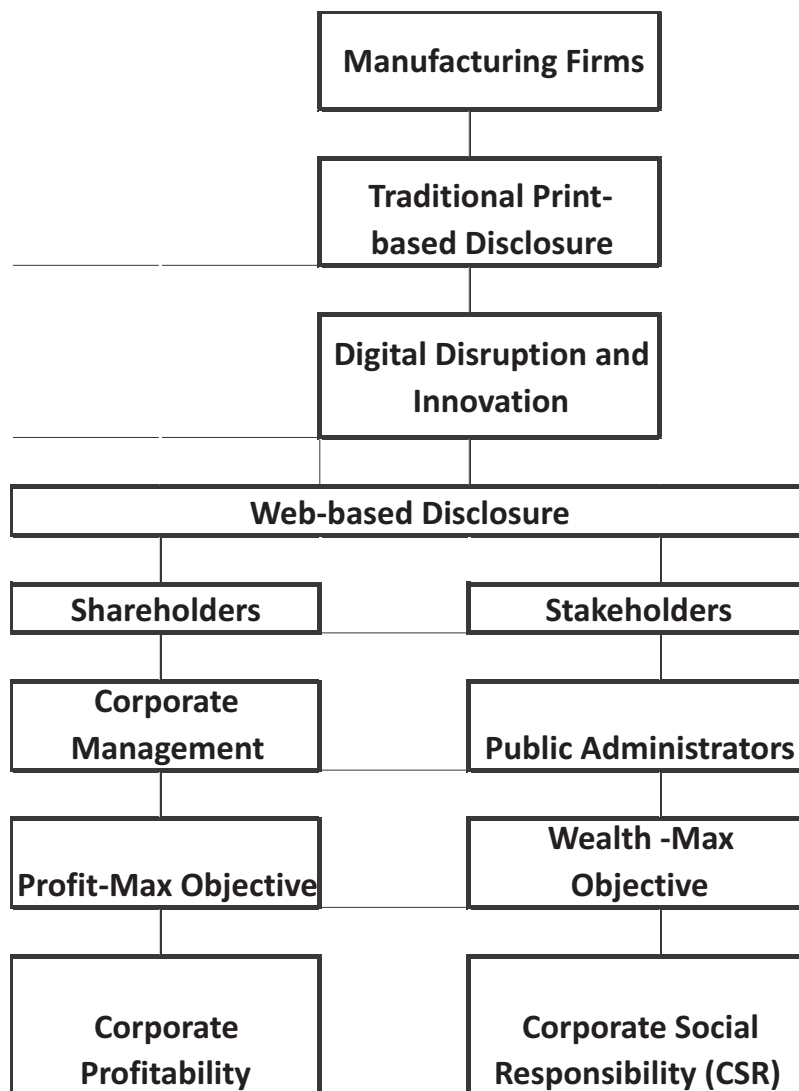 Manufacturing Firms
Traditional Print-
based Disclosure
Digital Disruption and
Innovation
Web-based Disclosure
Shareholders
Stakeholders
Corporate
Management
Public Administrators
Profit-Max Objective
Wealth -Max
Objective
Corporate
Profitability
Corporate Social
Responsibility (CSR)